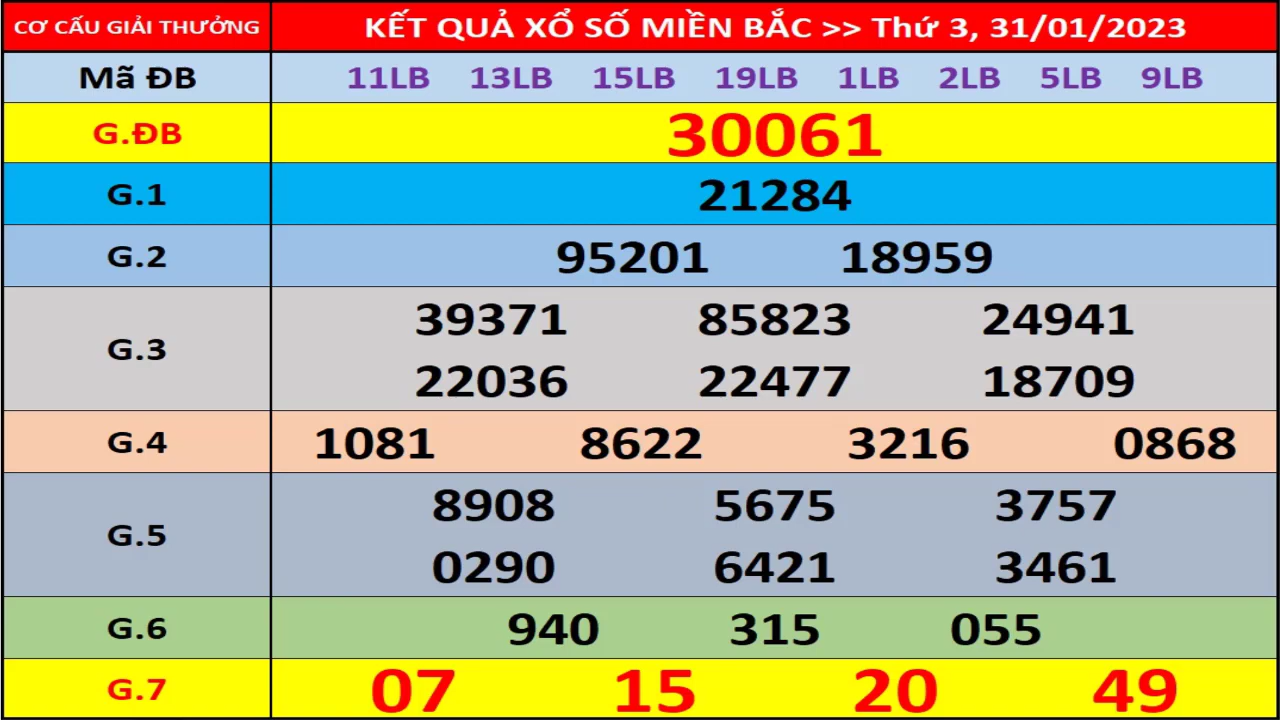 CƠ CẤU GIẢI THƯỞNG KẾT QUẢ XỔ SỐ MIỀN BẮC >> Thứ 3, 31/01/2023
Mã ĐB 11LB 13LB 15LB 19LB 1LB 2LB 5LB 9LB
G.ĐB 30061
G.1 21284
G.2 95201 18959
G.3
39371 85823 24941
22036 22477 18709
G.4 1081 8622 3216 0868
G.5
8908 5675 3757
0290 6421 3461
G.6 940 315 055
G.7 07 15 20 49